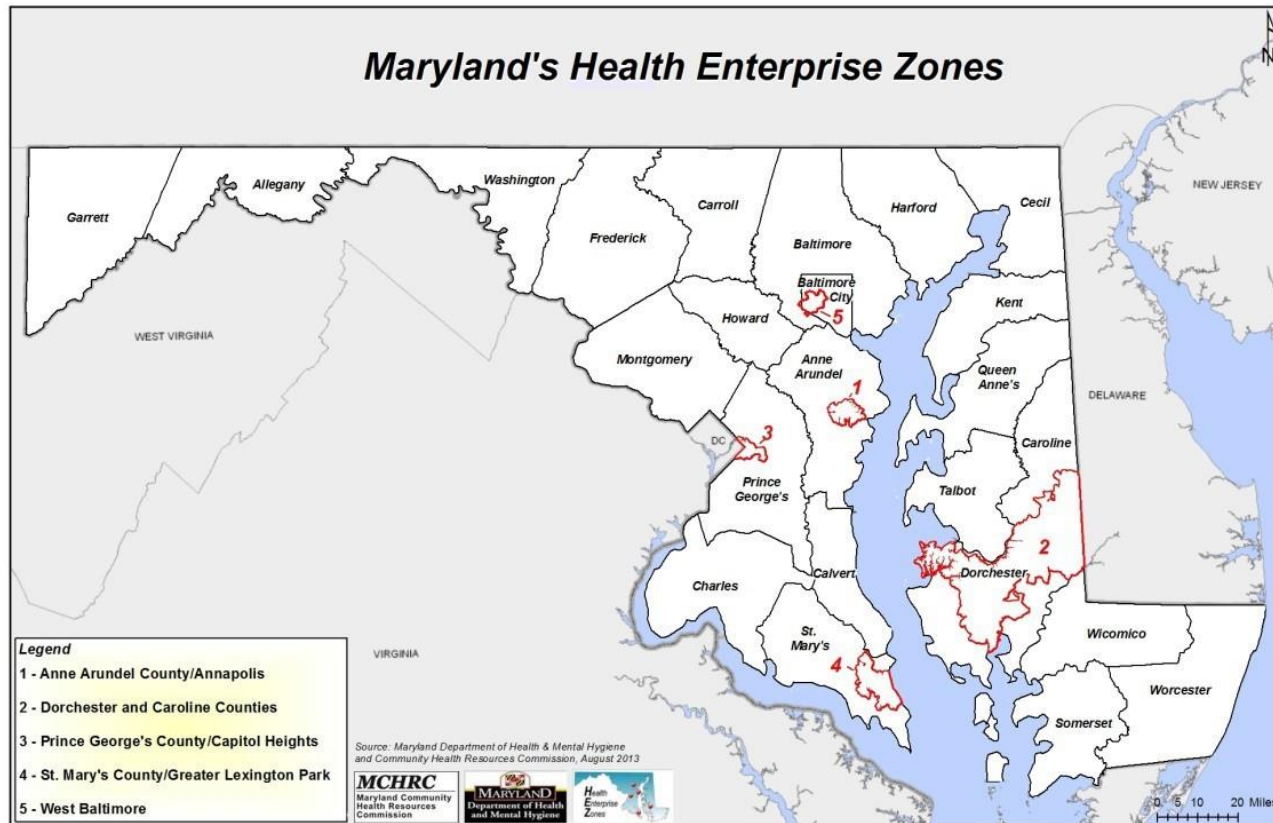 Maryland's Health Enterprise Zones
N
NEW JERSEY
Garrett
Allegany
Washington
Frederick
Carroll
Baltimore
Harford
Cecil
Baltimore
City
5
Kent
Howard
Montgomery
Anne
Arundel
1
Queen
Anne's
WEST VIRGINIA
DELAWARE
DC
3
Caroline
Prince
George's
Talbot
2
Dorchester
Charles
Calvert
St.
Mary's
4
Wicomico
Worcester
Somerset
VIRGINIA
Legend
1 - Anne Arundel County/Annapolis
2 - Dorchester and Caroline Counties
3 - Prince George's County/Capitol Heights
4 - St. Mary's County/Greater Lexington Park
5 - West Baltimore
Source: Maryland Department of Health & Mental Hygiene
and Community Health Resources Commission, August 2013
MCHRC
Maryland Community
Health Resources
Commission
MARYLAND
Department of Health
and Mental Hygiene
Health
Enterprise
Zones
0 5 10 20 Miles